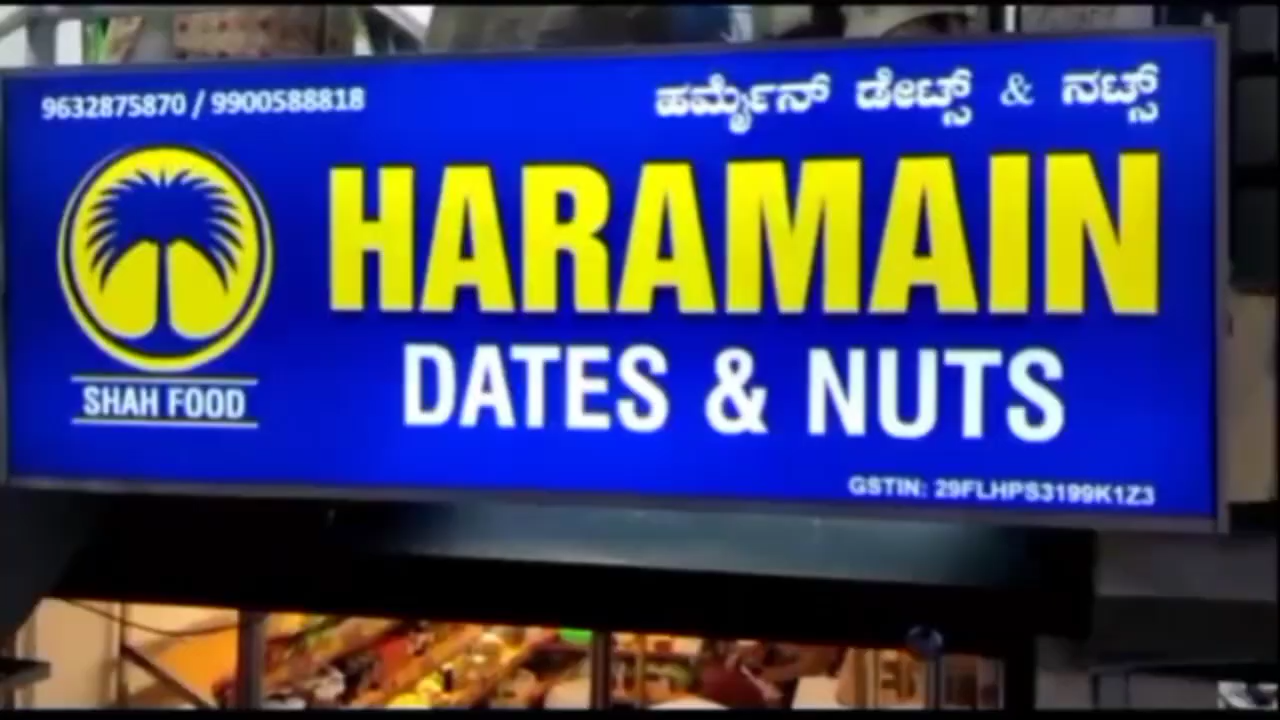 9632875870 / 9900588818
ಹರ್ಮೈನ್ ಡೇಟ್ಸ್ & ನಟ್ಸ್
HARAMAIN
DATES & NUTS
SHAH FOOD
GSTIN: 29FLHPS3199K1Z3